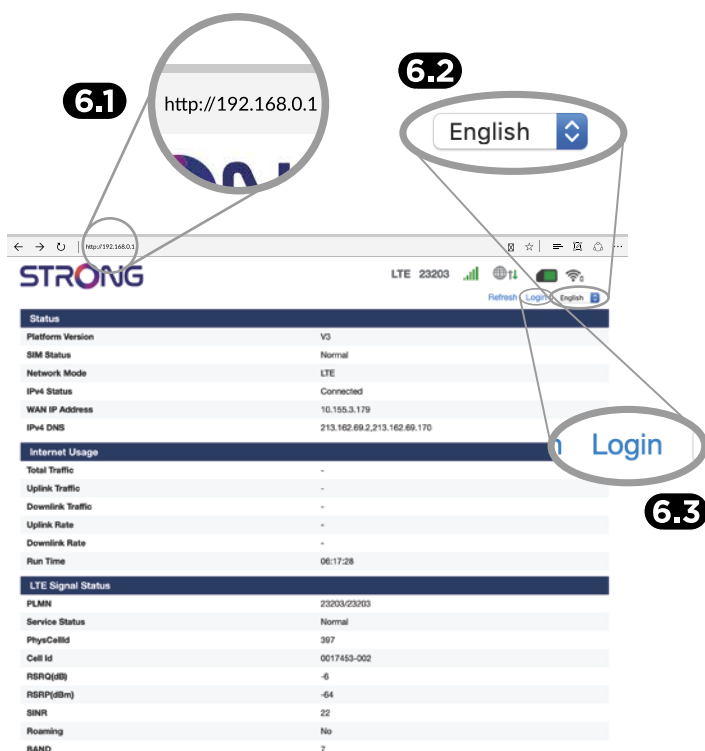 6.1
http://192.168.0.1
6.2
English
http://192.168.0.1
STRONG
LTE 23203
Refresh Login English
Status
Platform Version V3
SIM Status Normal
Network Mode LTE
IPv4 Status Connected
WAN IP Address 10.155.3.179
IPv4 DNS 213.162.69.2,213.162.69.170
Internet Usage
Total Traffic -
Uplink Traffic -
Downlink Traffic -
Uplink Rate -
Downlink Rate -
Run Time 06:17:28
Login
6.3
LTE Signal Status
PLMN 23203/23203
Service Status Normal
PhysCellId 397
Cell Id 0017453-002
RSRQ(dB) -6
RSRP(dBm) -64
SINR 22
Roaming No
BAND 7